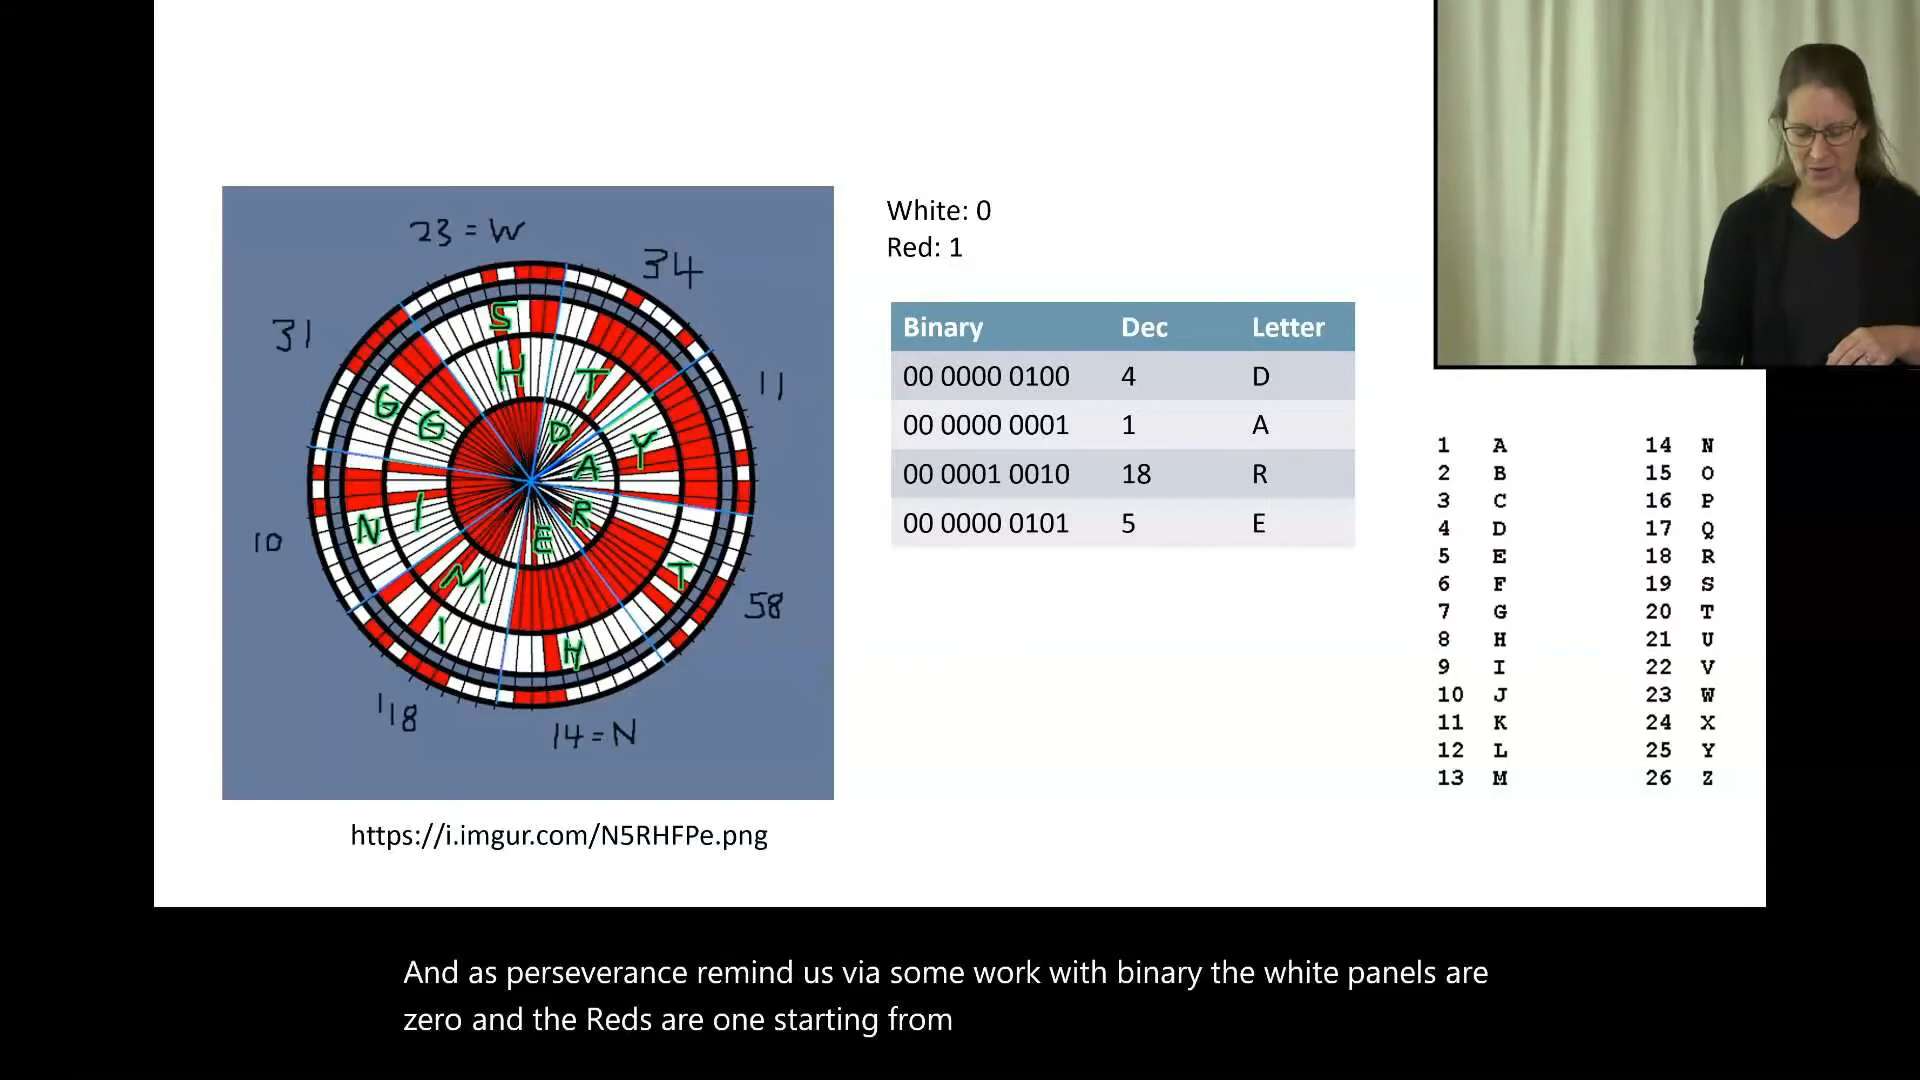 23 = W
34
31
11
S
H
T
G
G
D
Y
A
N
I
R
E
M
T
I
H
10
58
118
14 = N
https://i.imgur.com/N5RHFPe.png
White: 0
Red: 1
Binary Dec Letter
00 0000 0100 4 D
00 0000 0001 1 A
00 0001 0010 18 R
00 0000 0101 5 E
1 A 14 N
2 B 15 O
3 C 16 P
4 D 17 Q
5 E 18 R
6 F 19 S
7 G 20 T
8 H 21 U
9 I 22 V
10 J 23 W
11 K 24 X
12 L 25 Y
13 M 26 Z
And as perseverance remind us via some work with binary the white panels are
zero and the Reds are one starting from